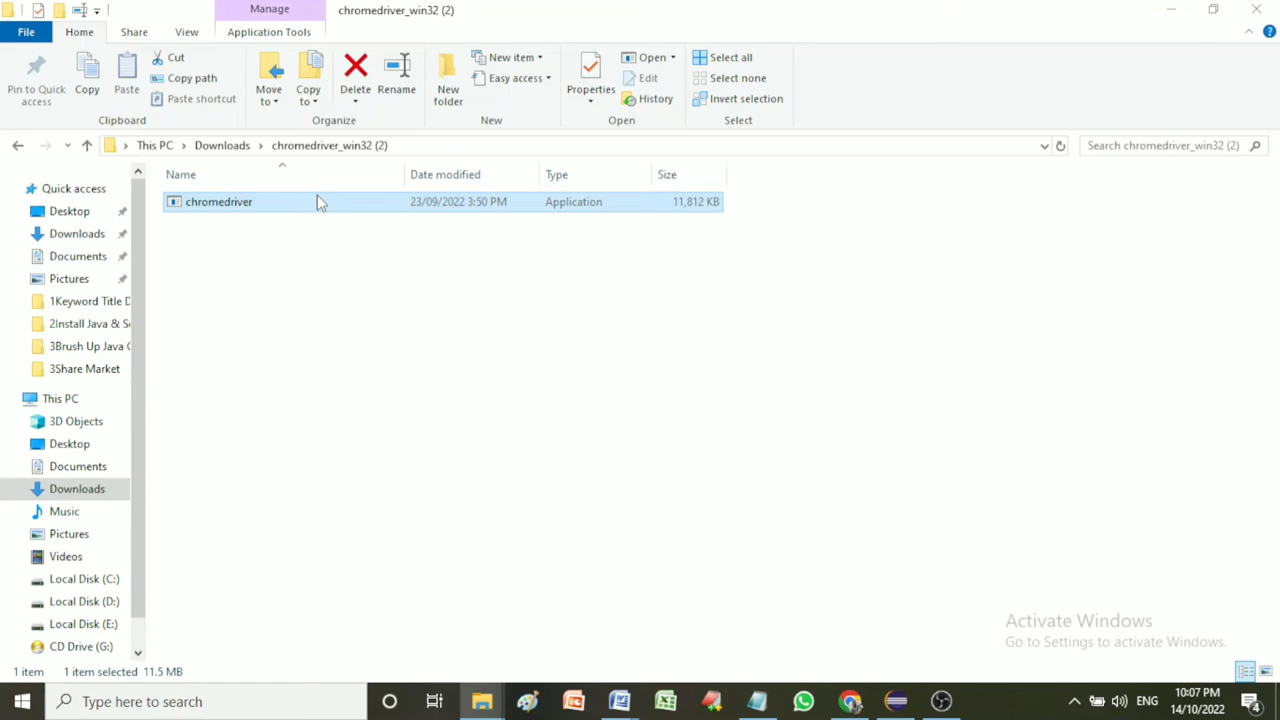 Manage
chromedriver_win32 (2)
File
Home
Share
View
Application Tools
Pin to Quick access
Copy
Paste
Cut
Copy path
Paste shortcut
Clipboard
Move to
Copy to
Delete
Rename
Organize
New folder
New item
Easy access
New
Properties
Open
Edit
History
Open
Select all
Select none
Invert selection
Select
This PC > Downloads > chromedriver_win32 (2)
Search chromedriver_win32 (2)
Name
Date modified
Type
Size
chromedriver
23/09/2022 3:50 PM
Application
11,812 KB
Quick access
Desktop
Downloads
Documents
Pictures
1Keyword Title D
2Install Java & S
3Brush Up Java
3Share Market
This PC
3D Objects
Desktop
Documents
Downloads
Music
Pictures
Videos
Local Disk (C:)
Local Disk (D:)
Local Disk (E:)
CD Drive (G:)
Activate Windows
Go to Settings to activate Windows.
1 item
1 item selected 11.5 MB
Type here to search
ENG
10:07 PM
14/10/2022
4